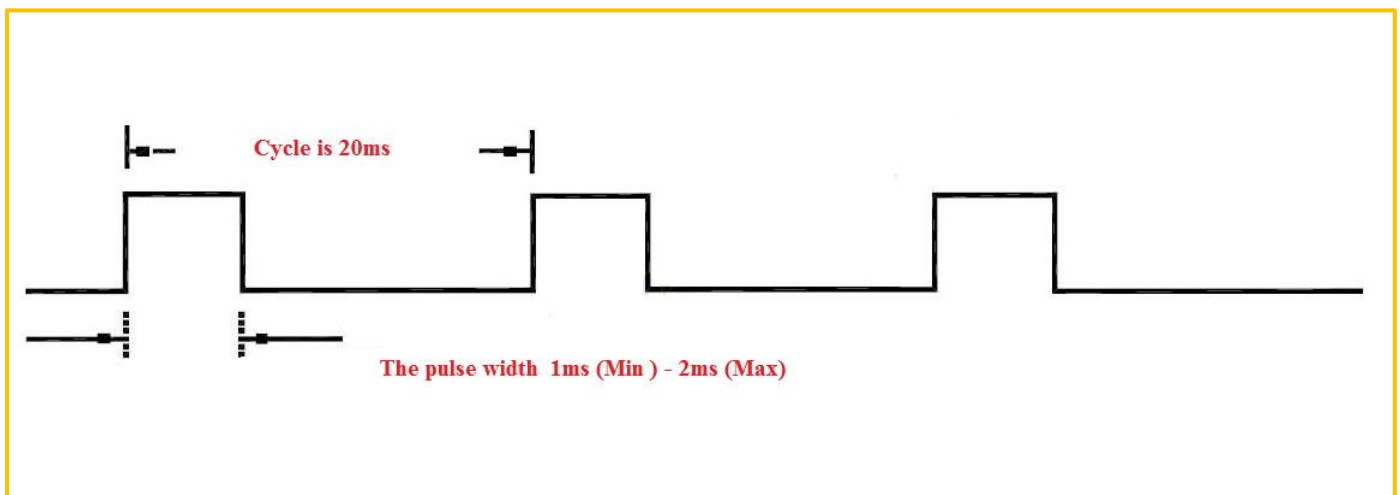 Cycle is 20ms
The pulse width 1ms (Min ) - 2ms (Max)